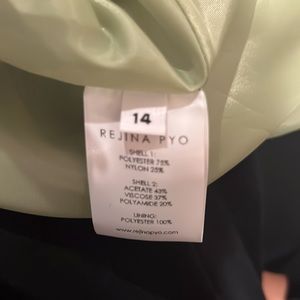 14
REJINA PYO
SHELL 1:
POLYESTER 75%
NYLON 25%
SHELL 2:
ACETATE 43%
VISCOSE 37%
POLYAMIDE 20%
LINING:
POLYESTER 100%
www.rejinapyo.com